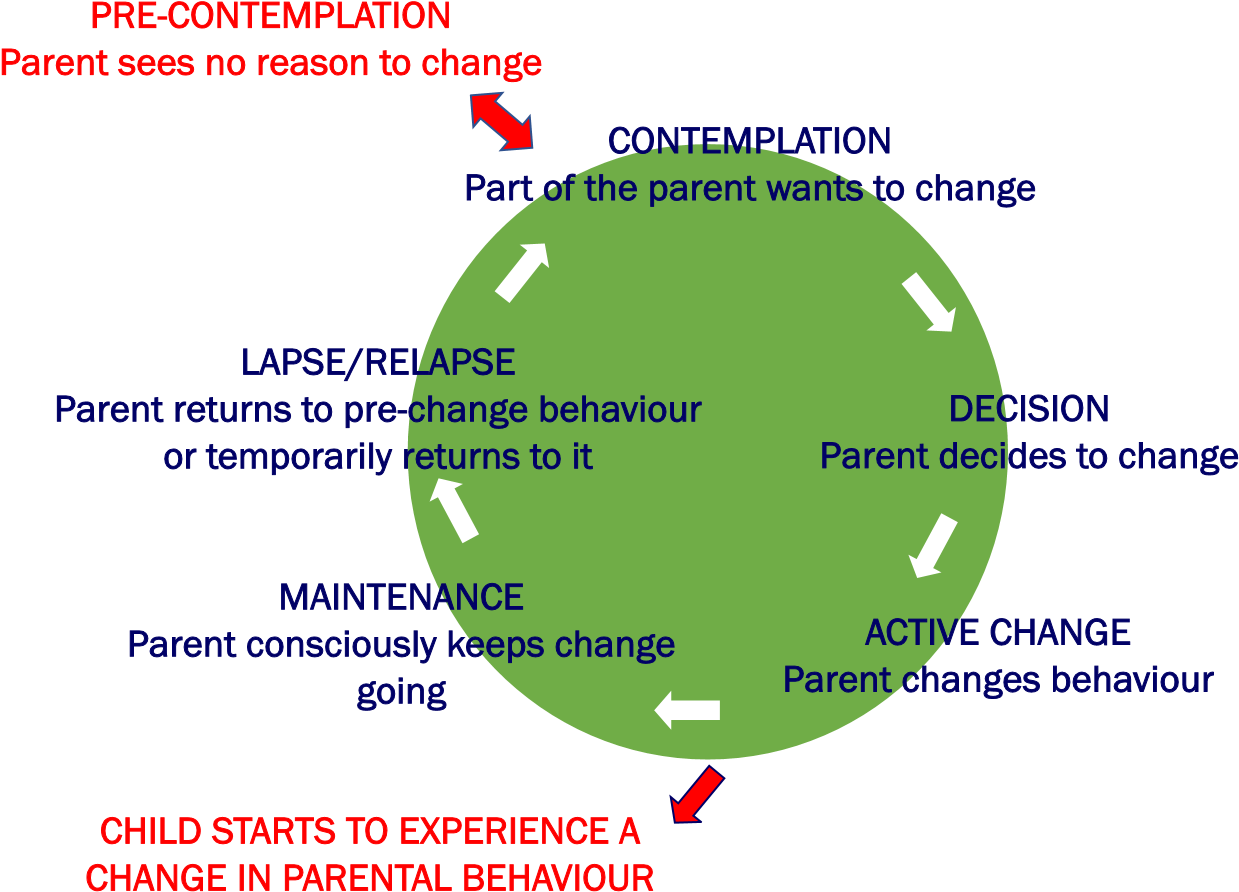 PRE-CONTEMPLATION
Parent sees no reason to change
CONTEMPLATION
Part of the parent wants to change
DECISION
Parent decides to change
ACTIVE CHANGE
Parent changes behaviour
CHILD STARTS TO EXPERIENCE A
CHANGE IN PARENTAL BEHAVIOUR
MAINTENANCE
Parent consciously keeps change
going
LAPSE/RELAPSE
Parent returns to pre-change behaviour
or temporarily returns to it